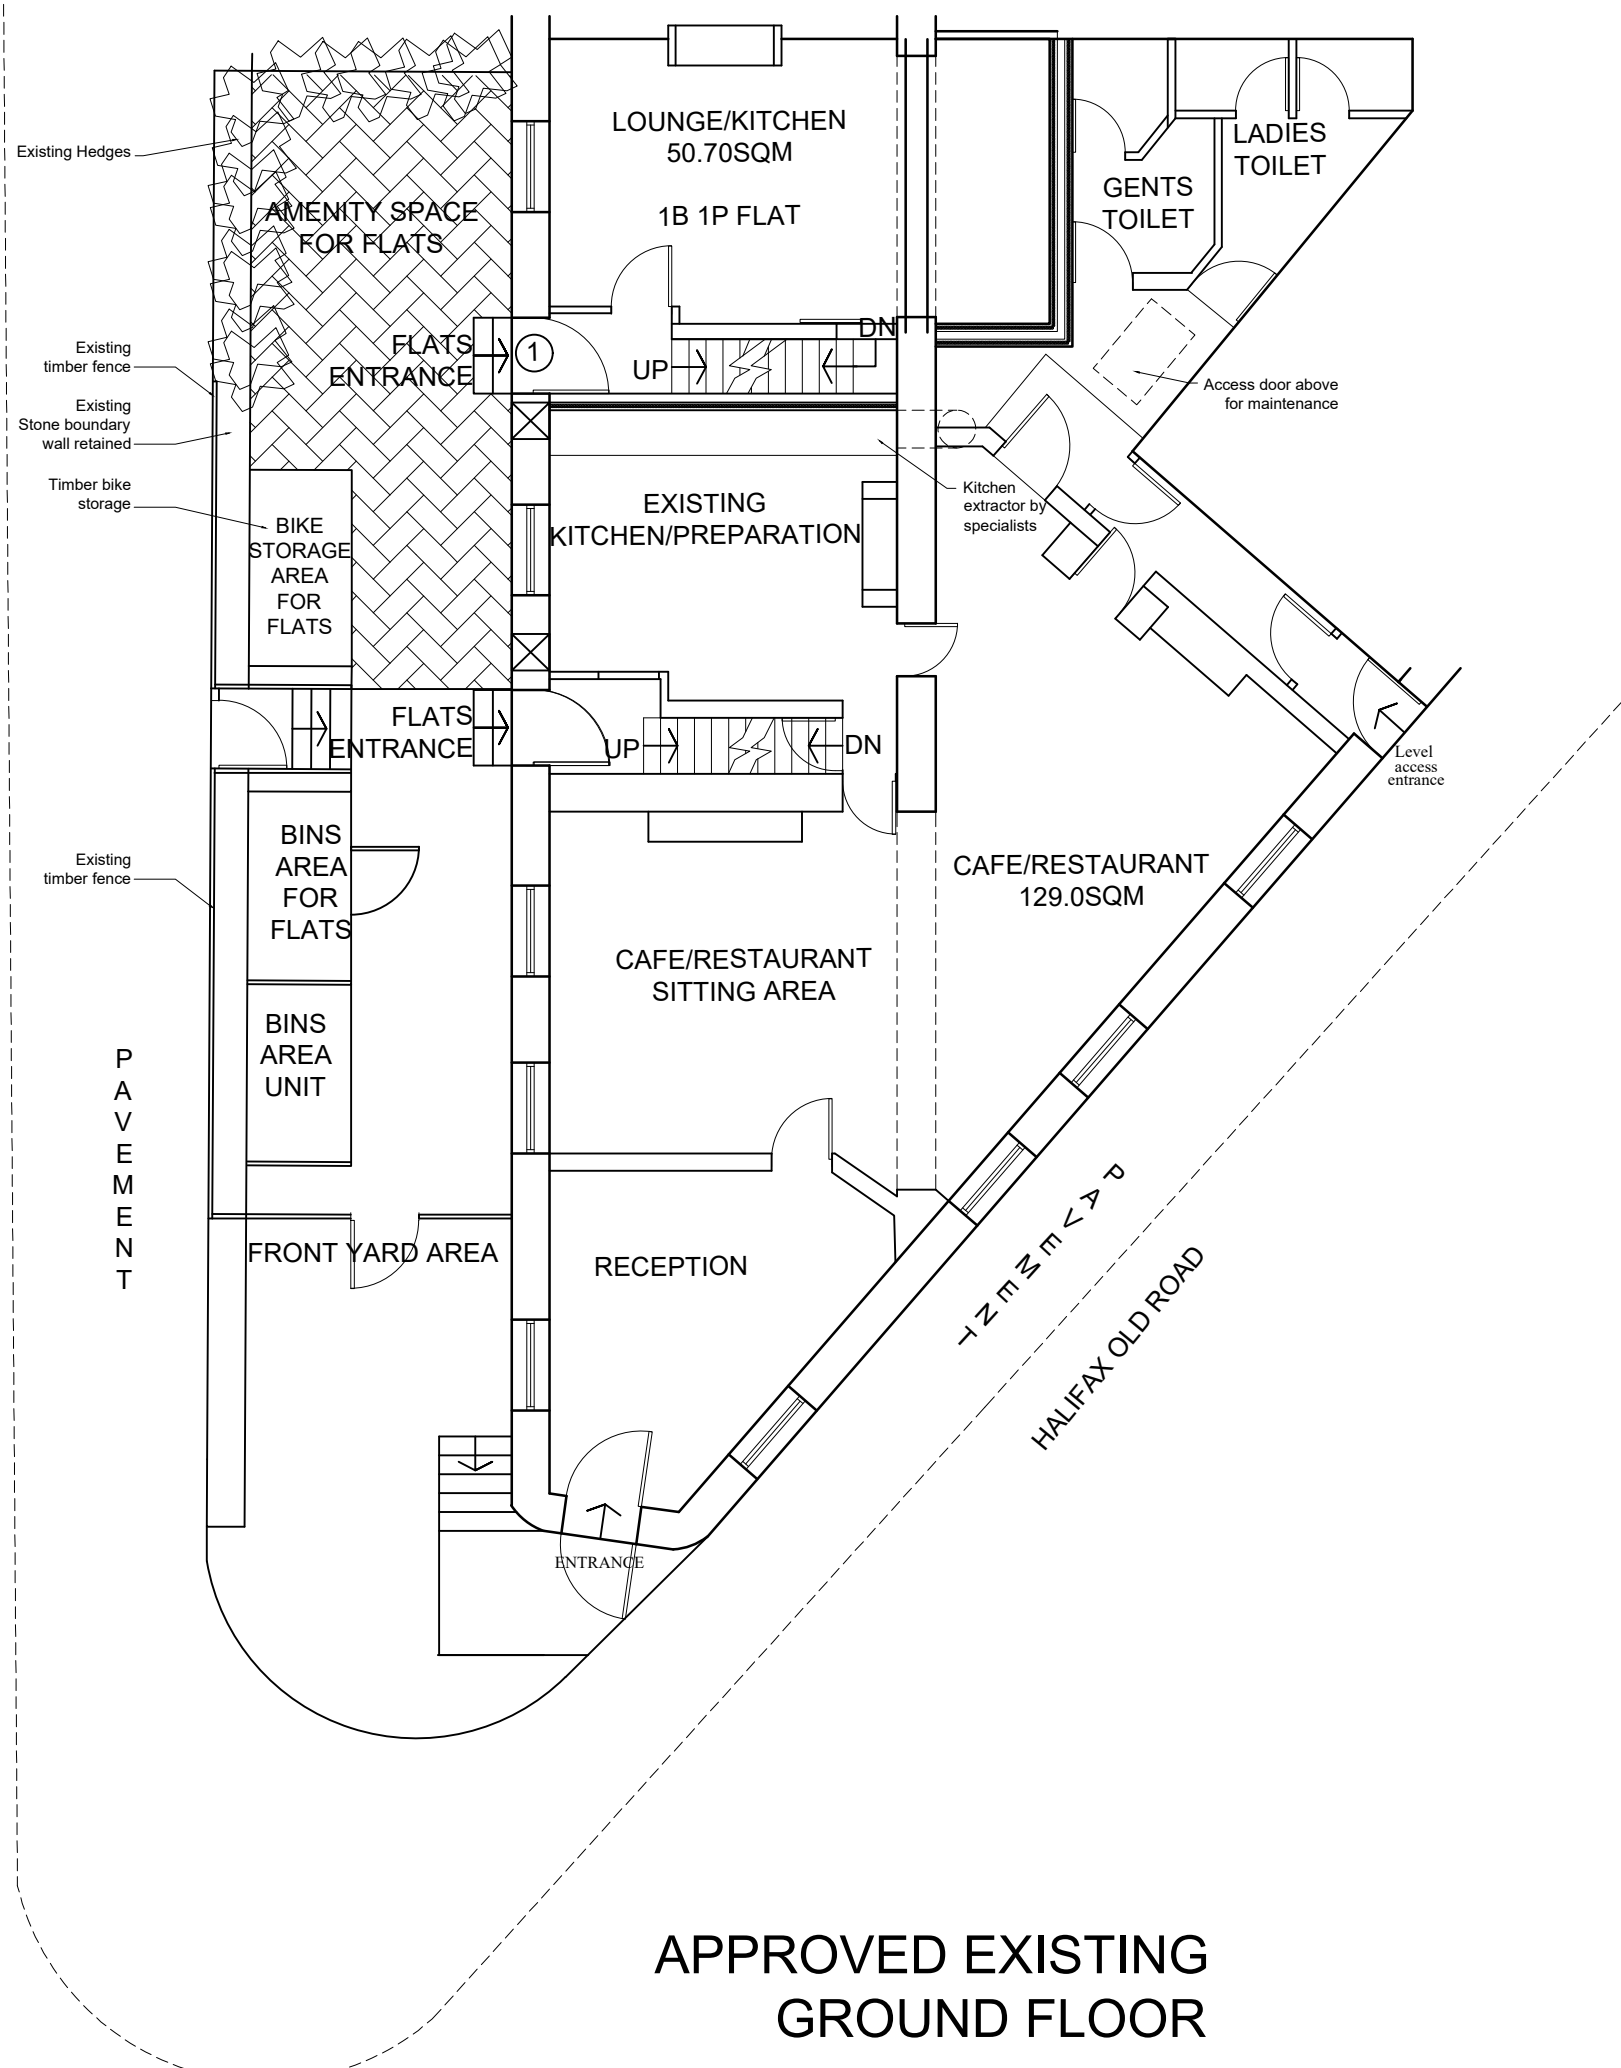 LOUNGE/KITCHEN
50.70SQM
1B 1P FLAT
LADIES
TOILET
GENTS
TOILET
Existing Hedges
AMENITY SPACE
FOR FLATS
Existing
timber fence
Existing
Stone boundary
wall retained
Timber bike
storage
FLATS
ENTRANCE
1
UP
DN
Access door above
for maintenance
Kitchen
extractor by
specialists
EXISTING
KITCHEN/PREPARATION
BIKE
STORAGE
AREA
FOR
FLATS
FLATS
ENTRANCE
UP
DN
Level
access
entrance
BINS
AREA
FOR
FLATS
Existing
timber fence
CAFE/RESTAURANT
129.0SQM
CAFE/RESTAURANT
SITTING AREA
BINS
AREA
UNIT
PAVEMENT
PAVEMENT
HALIFAX OLD ROAD
FRONT YARD AREA
RECEPTION
ENTRANCE
APPROVED EXISTING
GROUND FLOOR